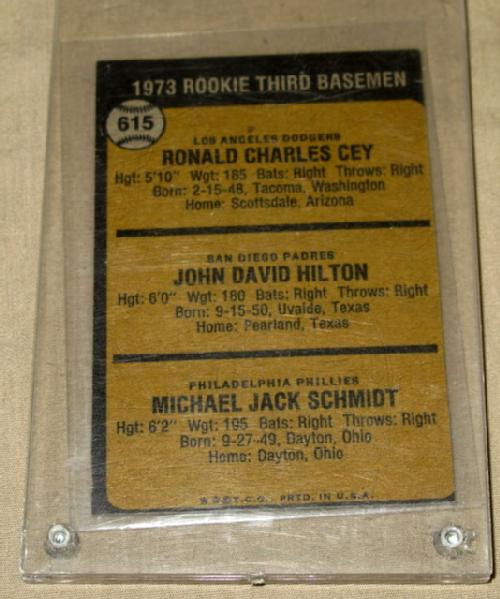 1973 ROOKIE THIRD BASEMEN
615
LOS ANGELES DODGERS
RONALD CHARLES CEY
Hgt: 5'10" Wgt: 185 Bats: Right Throws: Right
Born: 2-15-48, Tacoma, Washington
Home: Scottsdale, Arizona
SAN DIEGO PADRES
JOHN DAVID HILTON
Hgt: 6'0" Wgt: 180 Bats: Right Throws: Right
Born: 9-15-50, Uvalde, Texas
Home: Pearland, Texas
PHILADELPHIA PHILLIES
MICHAEL JACK SCHMIDT
Hgt: 6'2" Wgt: 195 Bats: Right Throws: Right
Born: 9-27-49, Dayton, Ohio
Home: Dayton, Ohio
T.C.G. PRTD. IN U.S.A.